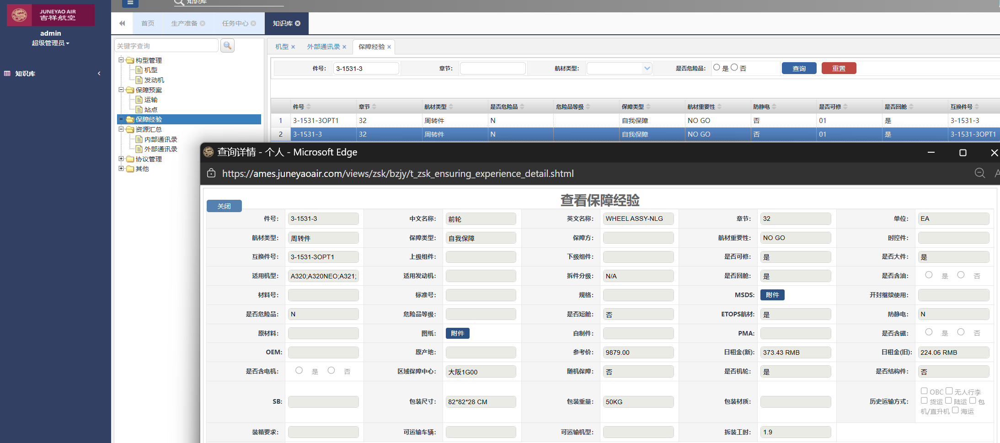 JUNEYAO AIR
吉祥航空
admin
超级管理员
知识库
知识库
首页
生产准备
任务中心
知识库
关键字查询
构型管理
机型
发动机
保障预案
运输
站点
保障经验
资源汇总
内部通讯录
外部通讯录
协议管理
其他
机型
外部通讯录
保障经验
件号: 3-1531-3 章节: 航材类型: 是否危险品: 是 否 查询 重置
件号 章节 航材类型 是否危险品 危险品等级 保障类型 航材重要性 防静电 是否可修 是否回舱 互换件号
1 3-1531-3OPT1 32 周转件 N 自我保障 NO GO 否 01 是 3-1531-3
2 3-1531-3 32 周转件 N 自我保障 NO GO 否 01 是 3-1531-3OPT1
查询详情 - 个人 - Microsoft Edge
https://ames.juneyaoair.com/views/zsk/bzjy/t_zsk_ensuring_experience_detail.shtml
查看保障经验
关闭
件号: 3-1531-3 中文名称: 前轮 英文名称: WHEEL ASSY-NLG 章节: 32 单位: EA
航材类型: 周转件 保障类型: 自我保障 保障方: 航材重要性: NO GO 时控件:
互换件号: 3-1531-3OPT1 上级组件: 下级组件: 是否可修: 是 是否大件: 是
适用机型: A320;A320NEO;A321; 适用发动机: 拆件分级: N/A 是否回舱: 是 是否含油: 是 否
材料号: 标准号: 规格: MSDS: 附件 开封继续使用:
是否危险品: N 危险品等级: 是否短舱: 否 ETOPS航材: 是 防静电: N
原材料: 图纸: 附件 自制件: PMA: 是否含磁: 是 否
OEM: 原产地: 参考价: 9879.00 日租金(新): 373.43 RMB 日租金(旧): 224.06 RMB
是否含电机: 是 否 区域保障中心: 大阪1G00 随机保障: 否 是否机轮: 是 是否结构件: 否
SB: 包装尺寸: 82*82*28 CM 包装重量: 50KG 包装材质: 历史运输方式: OBC 无人行李
货运 陆运 包
机/直升机 海运
装箱要求: 可运输车辆: 可运输机型: 拆装工时: 1.9